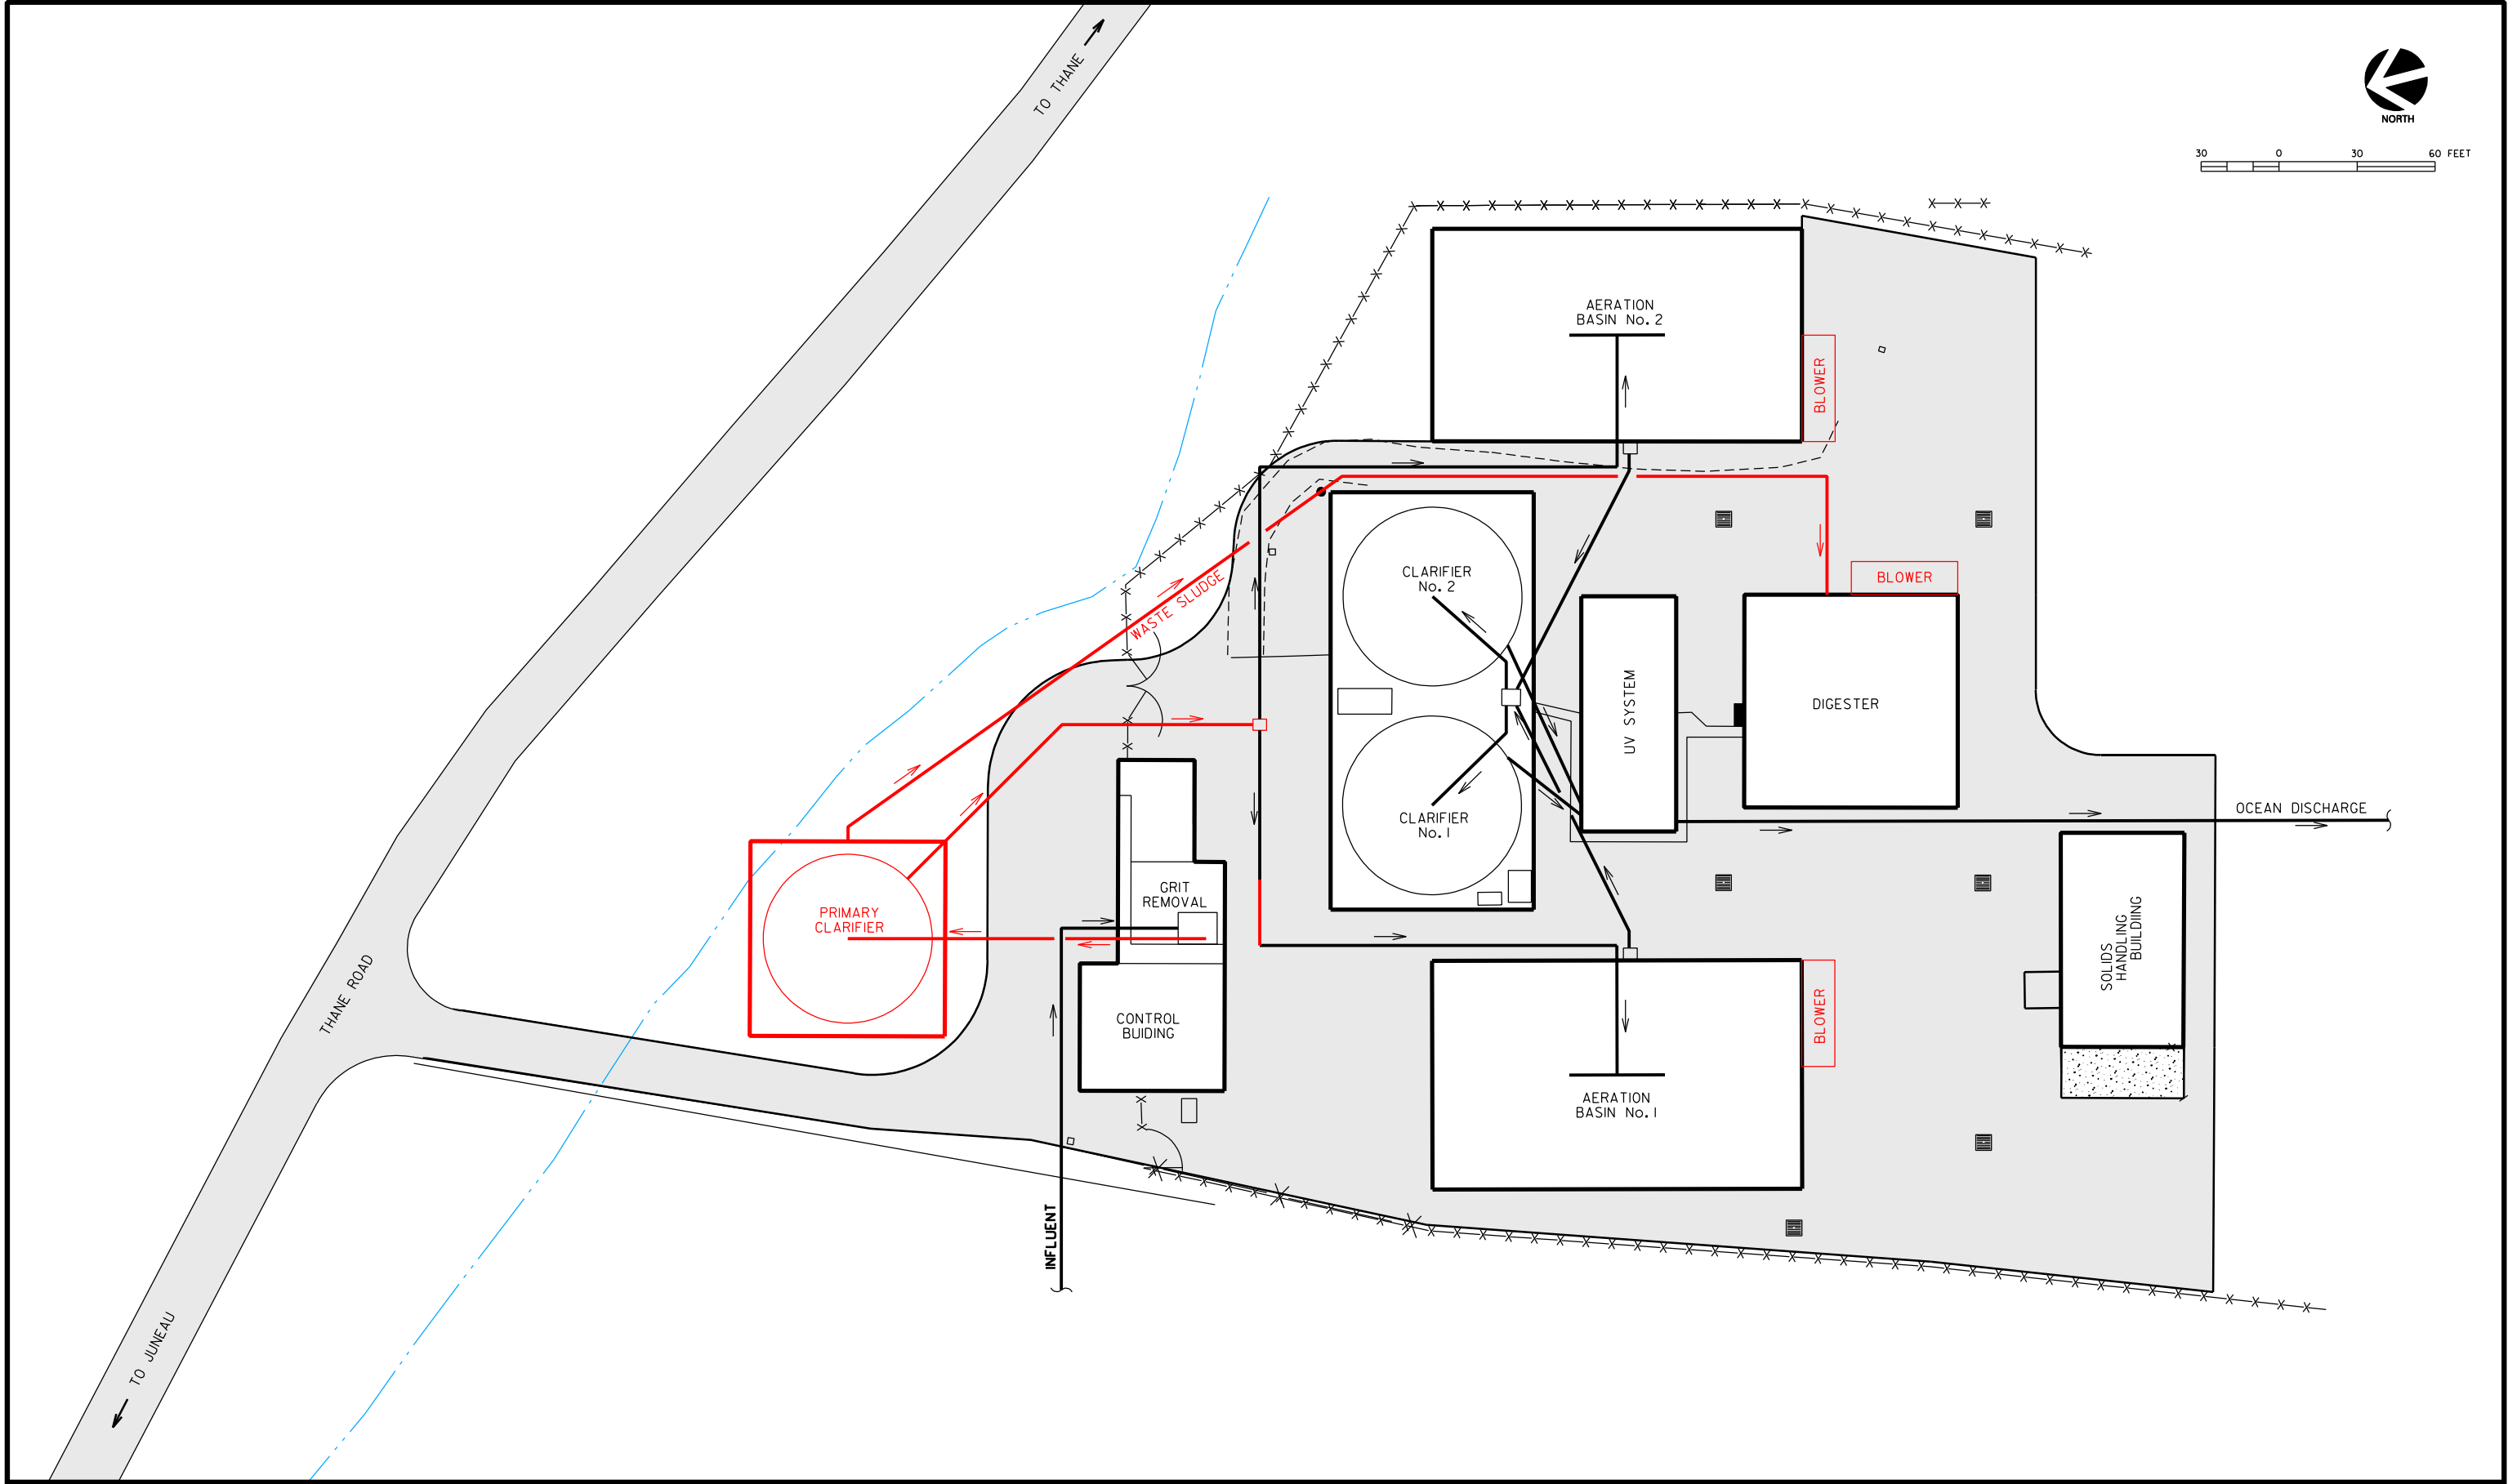 TO THANE
NORTH
30 0 30 60 FEET
AERATION
BASIN No. 2
BLOWER
CLARIFIER
No. 2
WASTE SLUDGE
BLOWER
UV SYSTEM
DIGESTER
OCEAN DISCHARGE
CLARIFIER
No. 1
GRIT
REMOVAL
PRIMARY
CLARIFIER
SOLIDS
HANDLING
BUILDIING
THANE ROAD
CONTROL
BUIDING
BLOWER
AERATION
BASIN No. 1
INFLUENT
TO JUNEAU